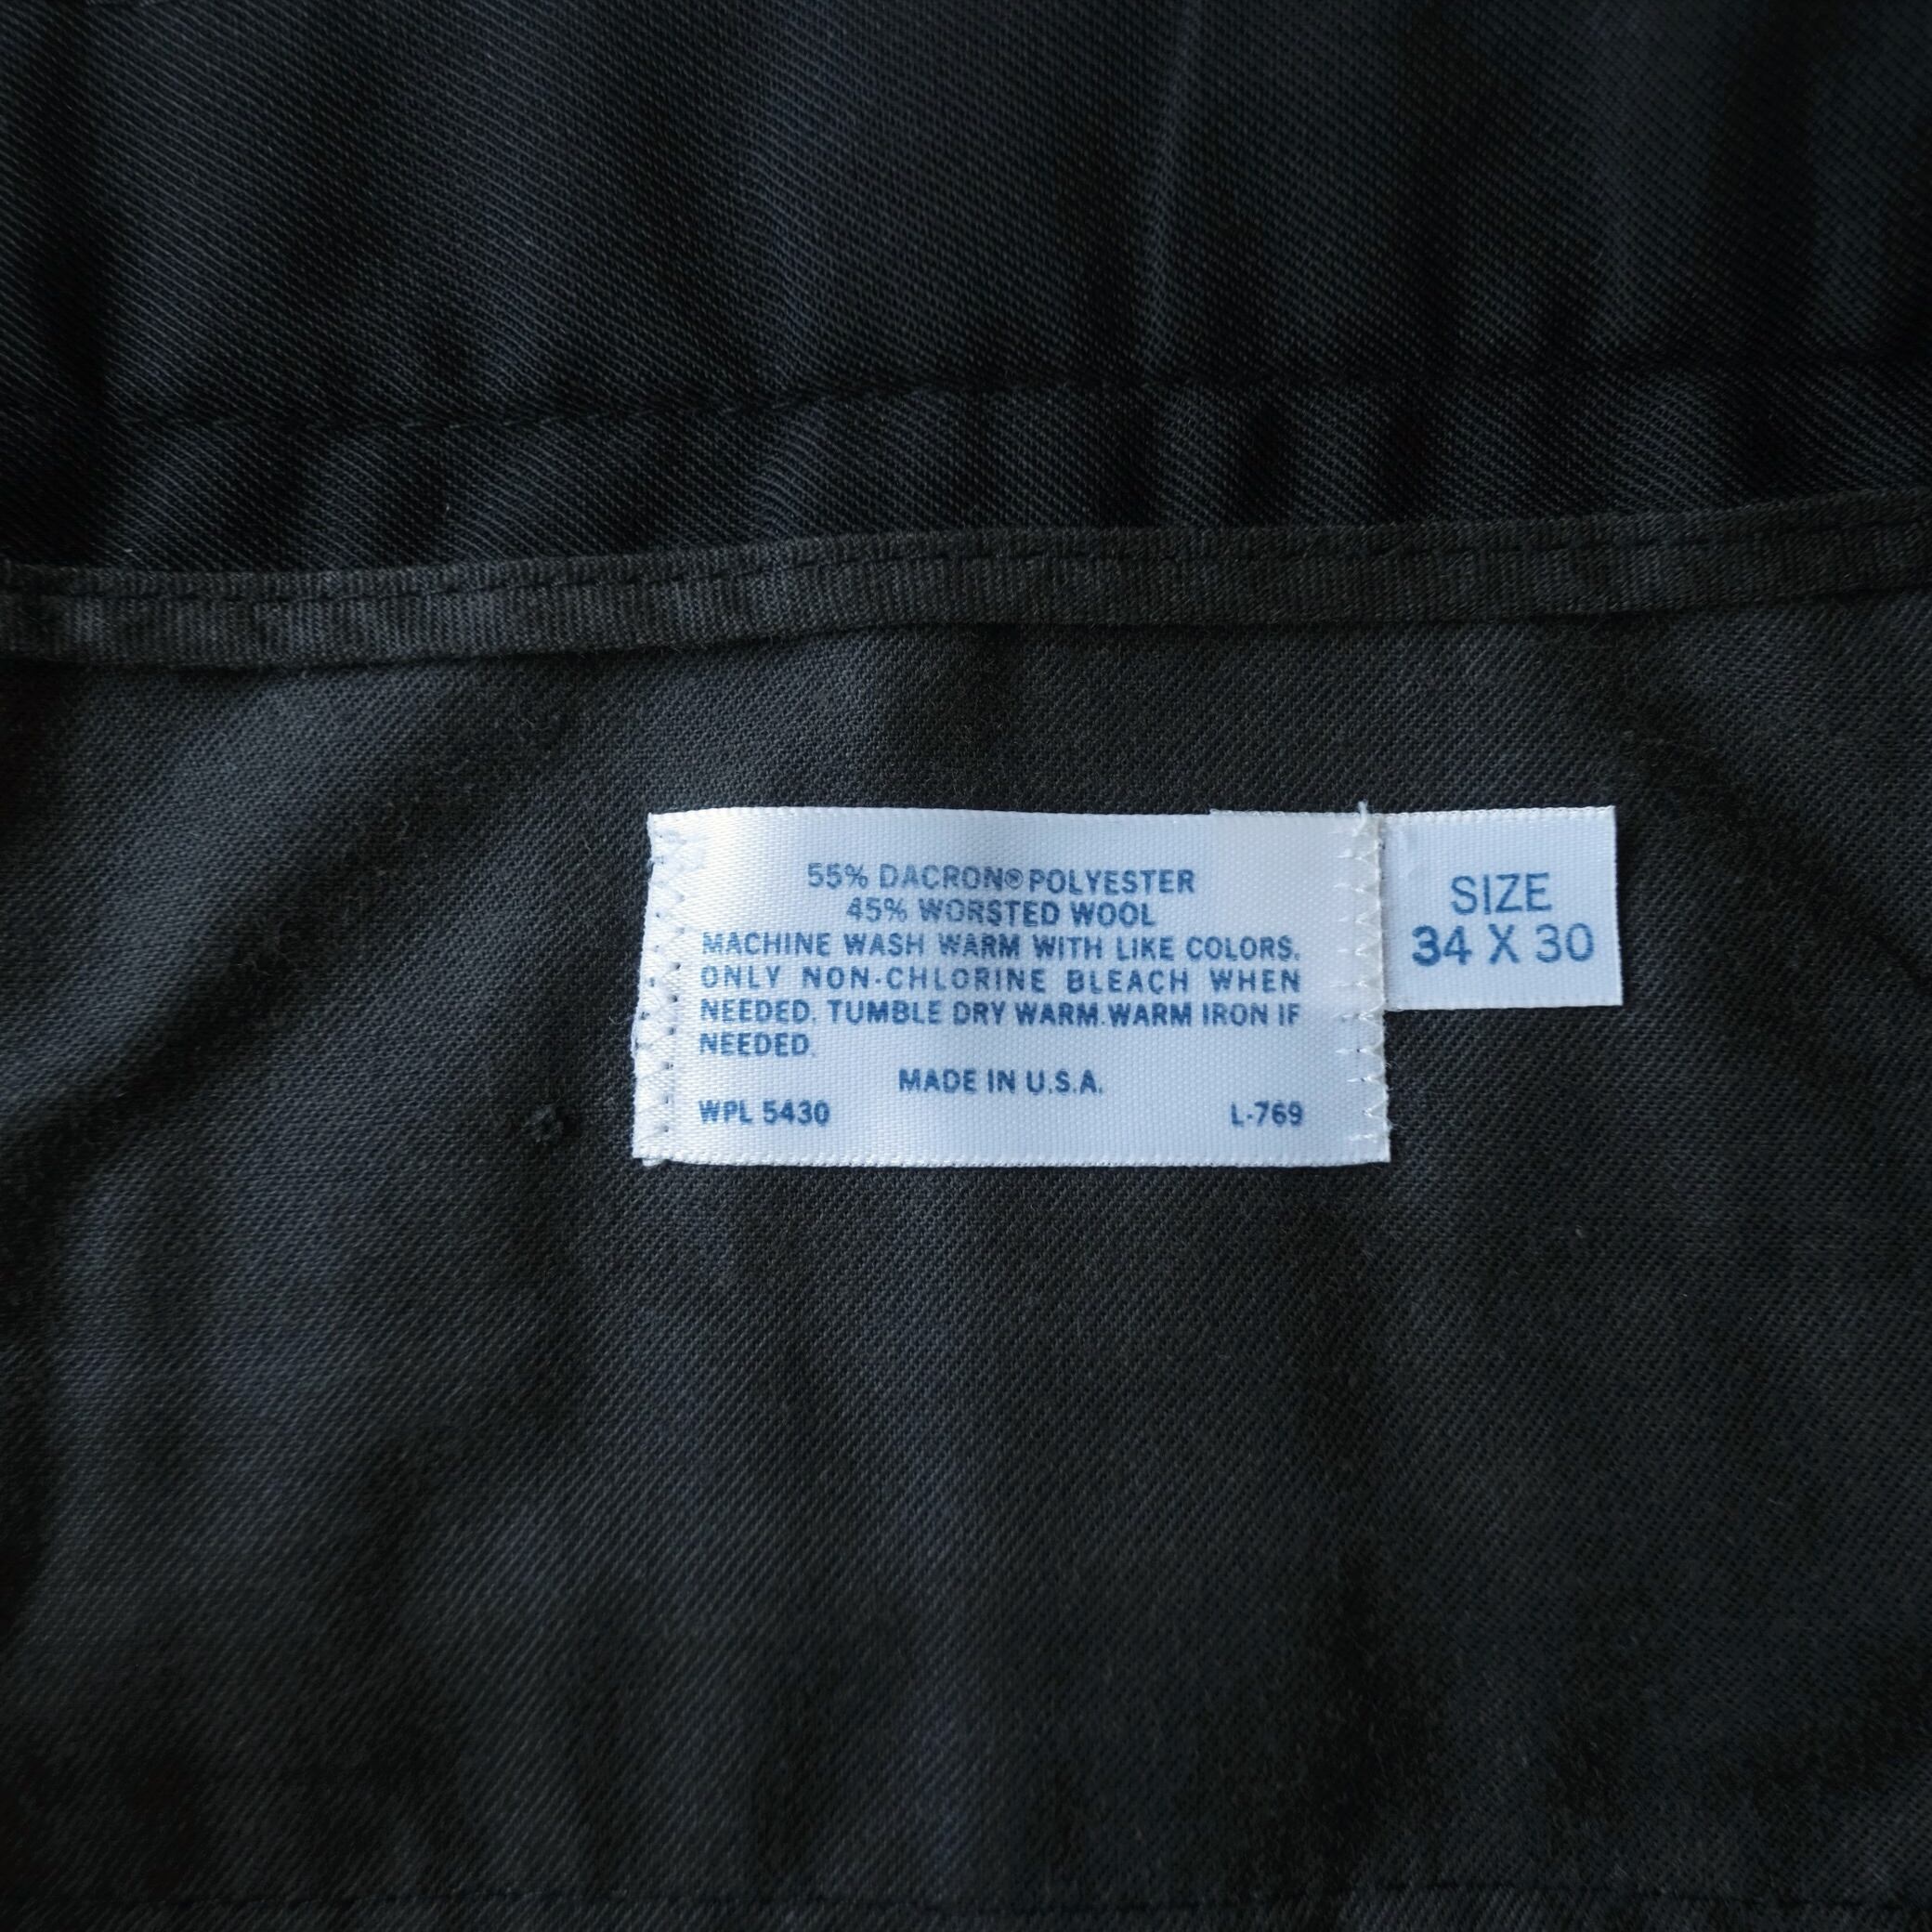 55% DACRON® POLYESTER
45% WORSTED WOOL
MACHINE WASH WARM WITH LIKE COLORS.
ONLY NON-CHLORINE BLEACH WHEN
NEEDED. TUMBLE DRY WARM. WARM IRON IF
NEEDED.
MADE IN U.S.A.
WPL 5430 L-769
SIZE
34 X 30